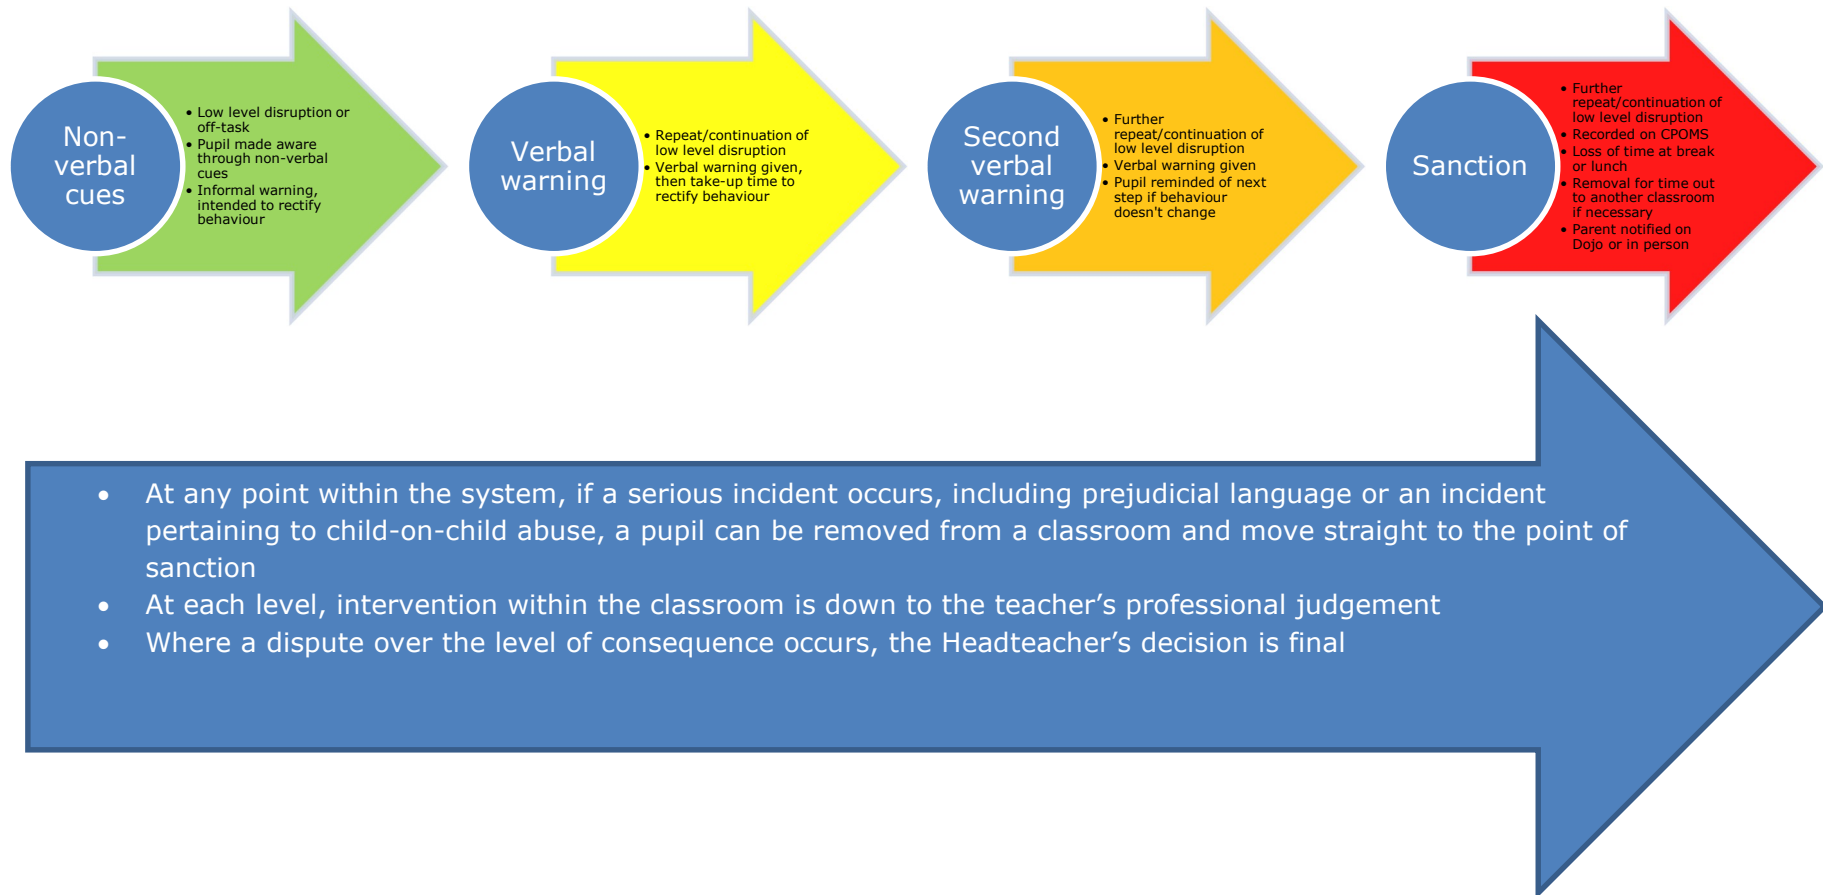 Non-
verbal
cues
• Low level disruption or
off-task
• Pupil made aware
through non-verbal
cues
• Informal warning,
intended to rectify
behaviour
Verbal
warning
• Repeat/continuation of
low level disruption
• Verbal warning given,
then take-up time to
rectify behaviour
Second
verbal
warning
• Further
repeat/continuation of
low level disruption
• Verbal warning given
• Pupil reminded of next
step if behaviour
doesn't change
Sanction
• Further
repeat/continuation of
low level disruption
• Recorded on CPOMS
• Loss of time at break
or lunch
• Removal for time out
to another classroom
if necessary
• Parent notified on
Dojo or in person
• At any point within the system, if a serious incident occurs, including prejudicial language or an incident
pertaining to child-on-child abuse, a pupil can be removed from a classroom and move straight to the point of
sanction
• At each level, intervention within the classroom is down to the teacher’s professional judgement
• Where a dispute over the level of consequence occurs, the Headteacher’s decision is final